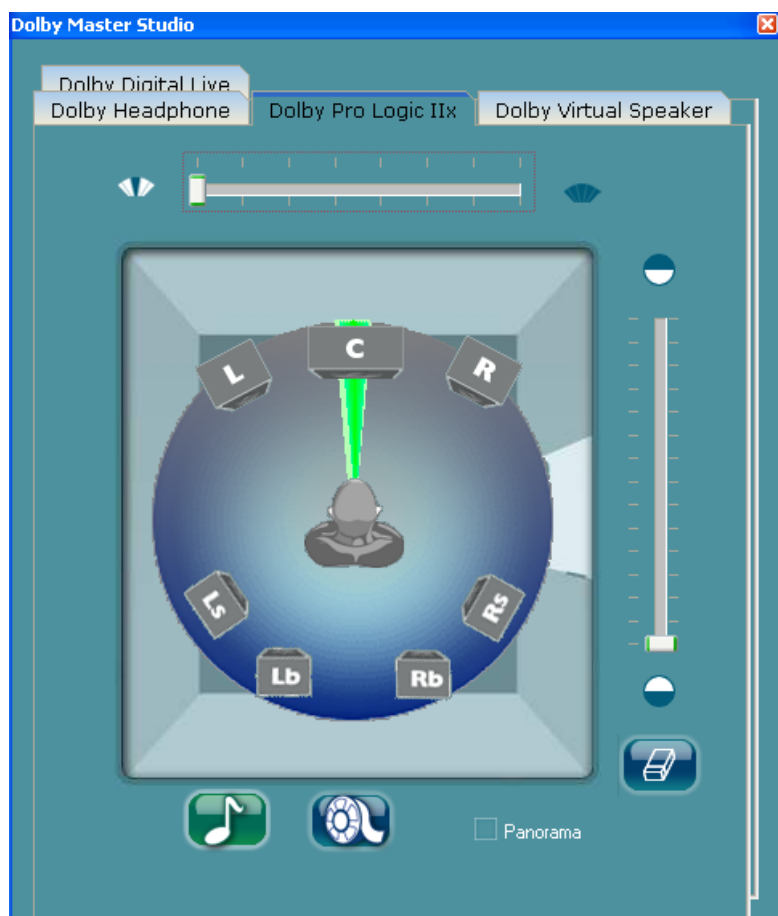 Dolby Master Studio
Dolby Digital Live
Dolby Headphone Dolby Pro Logic IIx Dolby Virtual Speaker
L C R
Ls Rs
Lb Rb
Panorama